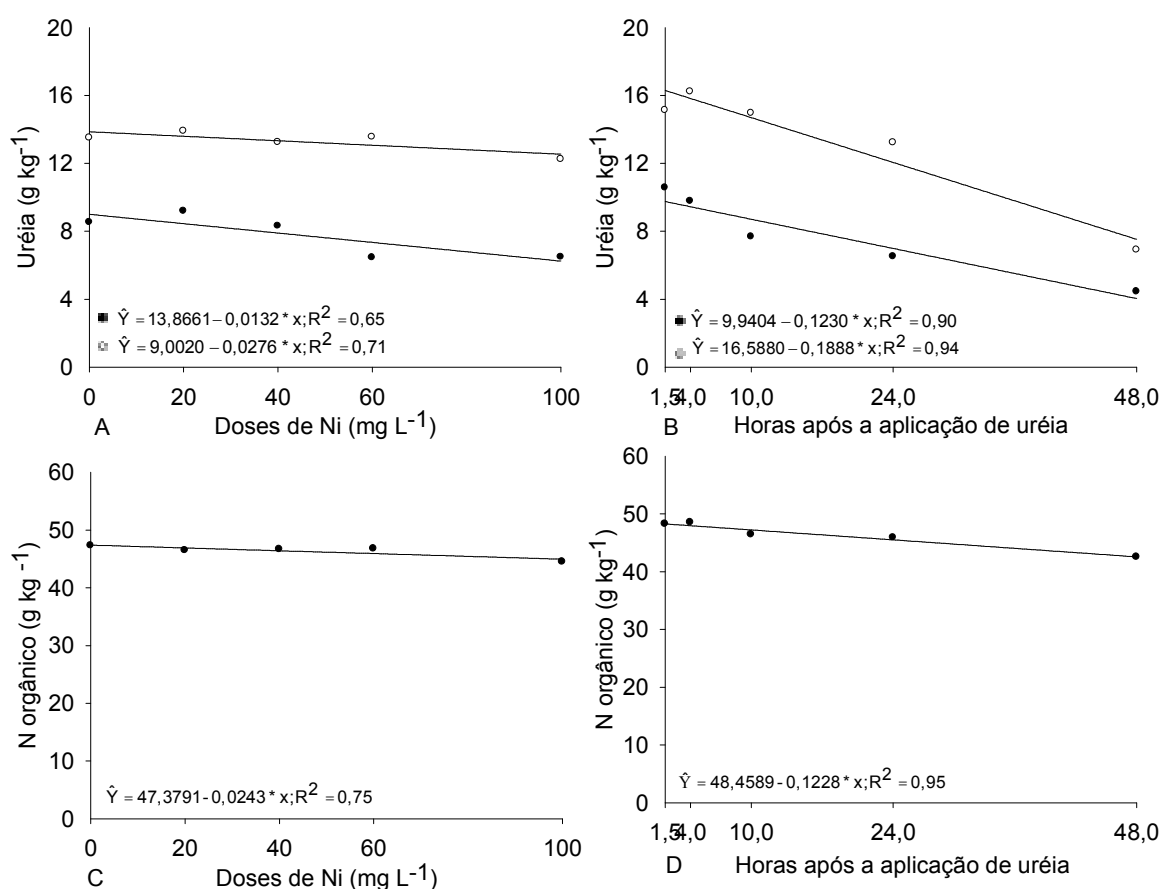 20
16
12
8
4
0
Uréia (g kg-1)
Ŷ = 13,8661 – 0,0132 * x; R2 = 0,65
Ŷ = 9,0020 – 0,0276 * x; R2 = 0,71
0 20 40 60 100
A Doses de Ni (mg L-1)
20
16
12
8
4
0
Uréia (g kg-1)
Ŷ = 9,9404 – 0,1230 * x; R2 = 0,90
Ŷ = 16,5880 – 0,1888 * x; R2 = 0,94
1,5 4,0 10,0 24,0 48,0
B Horas após a aplicação de uréia
60
50
40
30
20
10
0
N orgânico (g kg -1)
Ŷ = 47,3791 - 0,0243 * x; R2 = 0,75
0 20 40 60 100
C Doses de Ni (mg L-1)
60
50
40
30
20
10
0
N orgânico (g kg-1)
Ŷ = 48,4589 - 0,1228 * x; R2 = 0,95
1,5 4,0 10,0 24,0 48,0
D Horas após a aplicação de uréia